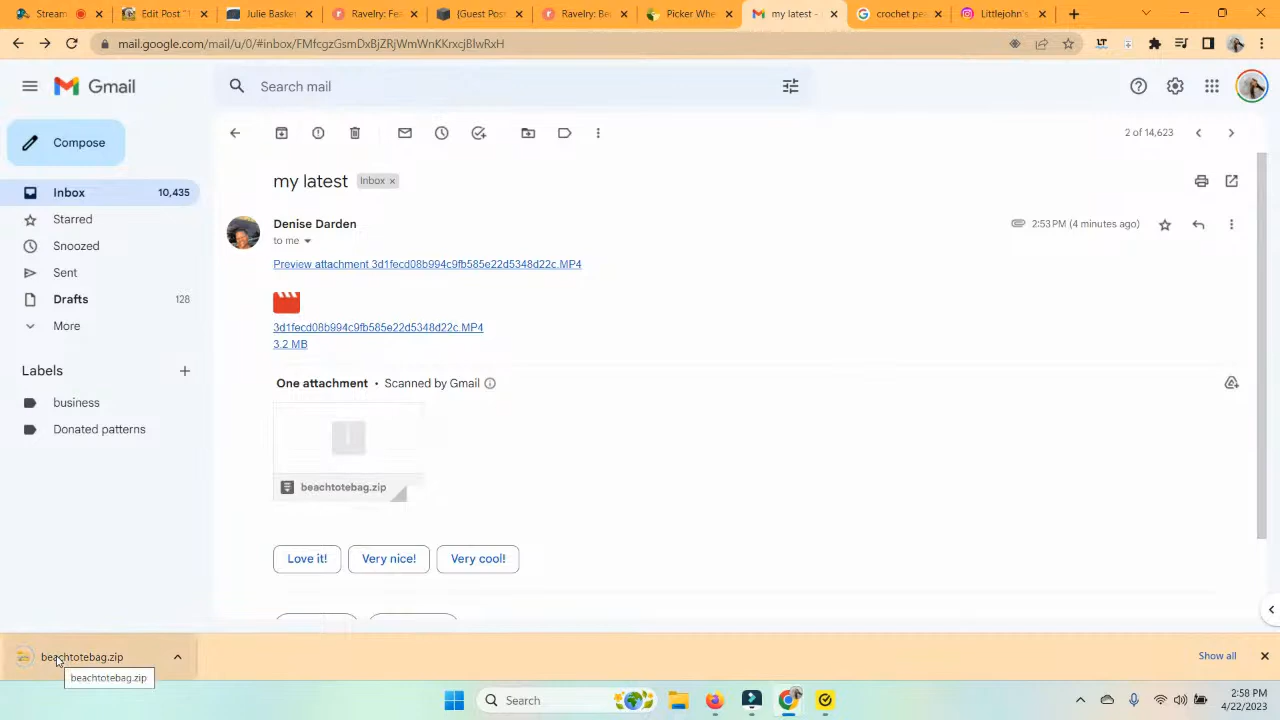 Stream
Edit Post "
Julie Basket
Ravelry: Fea
{Guest Post
Ravelry: Be
Picker Whe
my latest -
crochet pe
Littlejohn's
mail.google.com/mail/u/0/#inbox/FMfcgzGsmDxBjZRjWmWnKKrxcjBlwRxH
Gmail
Search mail
Compose
2 of 14,623
Inbox 10,435
my latest Inbox ×
Starred
Denise Darden
2:53 PM (4 minutes ago)
to me
Snoozed
Preview attachment 3d1fecd08b994c9fb585e22d5348d22c.MP4
Sent
Drafts 128
More
3d1fecd08b994c9fb585e22d5348d22c.MP4
3.2 MB
Labels
One attachment • Scanned by Gmail
business
Donated patterns
beachtotebag.zip
Love it!
Very nice!
Very cool!
beachtotebag.zip
beachtotebag.zip
Show all
Search
2:58 PM
4/22/2023